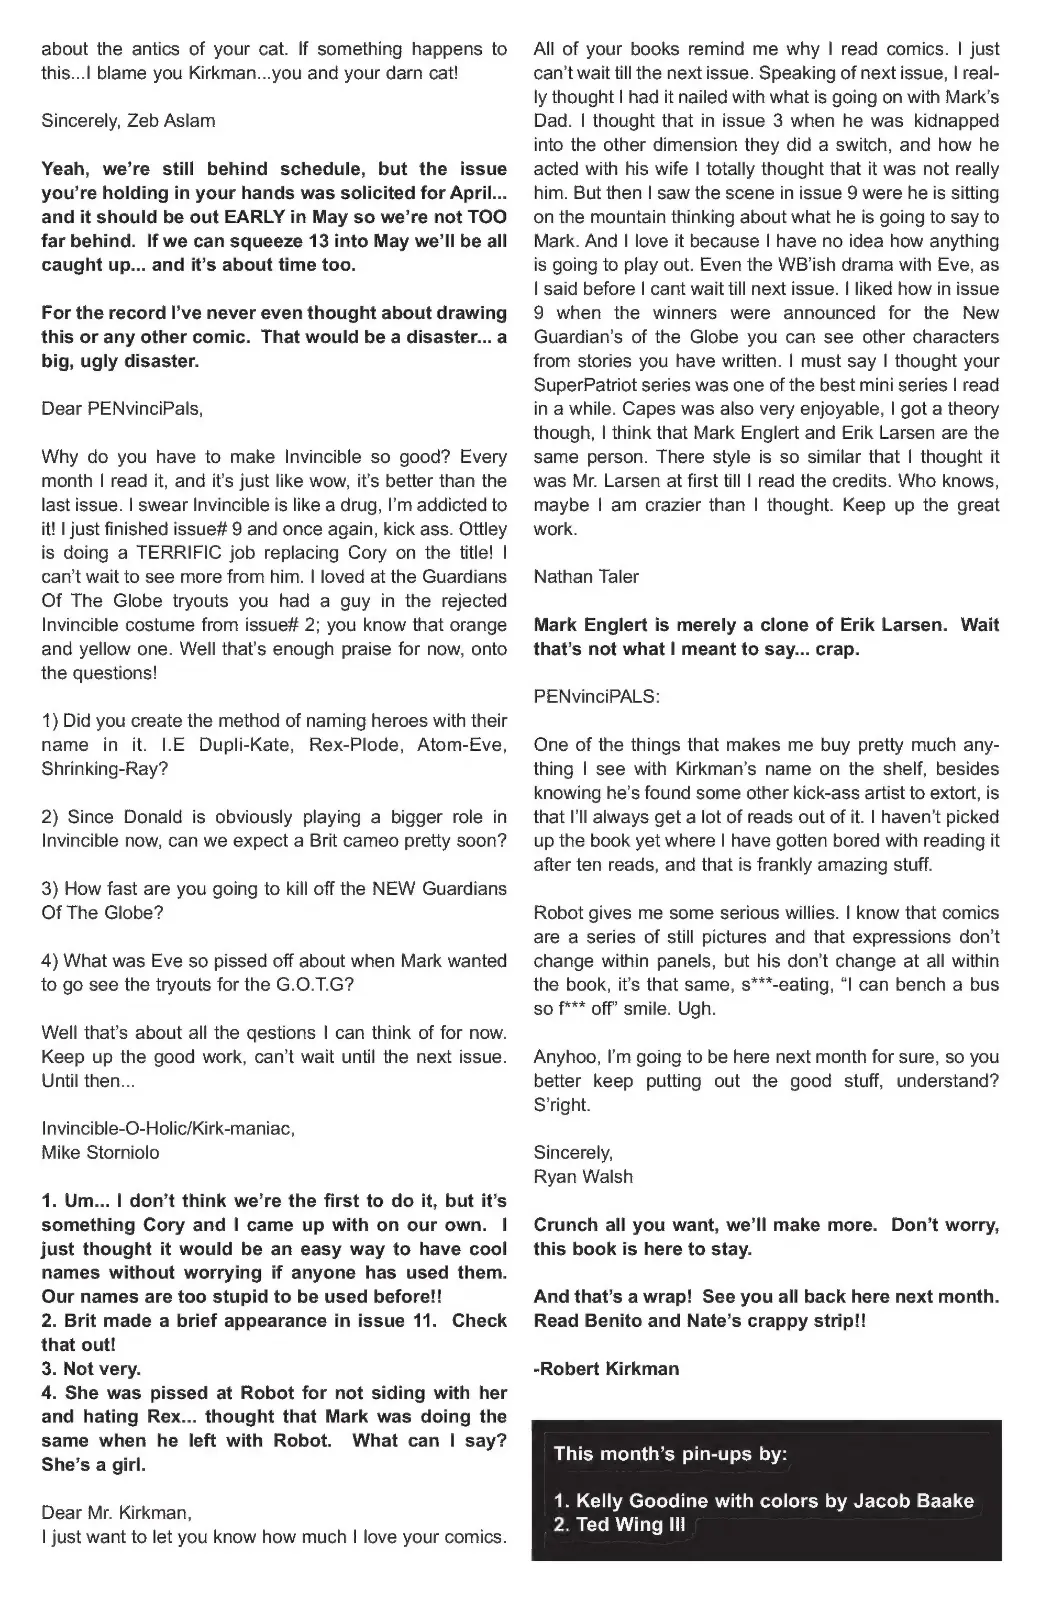 about the antics of your cat. If something happens to
this...I blame you Kirkman...you and your darn cat!
Sincerely, Zeb Aslam
Yeah, we're still behind schedule, but the issue
you're holding in your hands was solicited for April...
and it should be out EARLY in May so we're not TOO
far behind. If we can squeeze 13 into May we'll be all
caught up... and it's about time too.
For the record I've never even thought about drawing
this or any other comic. That would be a disaster... a
big, ugly disaster.
Dear PENvinciPals,
Why do you have to make Invincible so good? Every
month I read it, and it's just like wow, it's better than the
last issue. I swear Invincible is like a drug, I'm addicted to
it! I just finished issue# 9 and once again, kick ass. Ottley
is doing a TERRIFIC job replacing Cory on the title! I
can't wait to see more from him. I loved at the Guardians
Of The Globe tryouts you had a guy in the rejected
Invincible costume from issue# 2; you know that orange
and yellow one. Well that's enough praise for now, onto
the questions!
1) Did you create the method of naming heroes with their
name in it. I.E Dupli-Kate, Rex-Plode, Atom-Eve,
Shrinking-Ray?
2) Since Donald is obviously playing a bigger role in
Invincible now, can we expect a Brit cameo pretty soon?
3) How fast are you going to kill off the NEW Guardians
Of The Globe?
4) What was Eve so pissed off about when Mark wanted
to go see the tryouts for the G.O.T.G?
Well that's about all the qestions I can think of for now.
Keep up the good work, can't wait until the next issue.
Until then...
Invincible-O-Holic/Kirk-maniac,
Mike Storniolo
1. Um... I don't think we're the first to do it, but it's
something Cory and I came up with on our own. I
just thought it would be an easy way to have cool
names without worrying if anyone has used them.
Our names are too stupid to be used before!!
2. Brit made a brief appearance in issue 11. Check
that out!
3. Not very.
4. She was pissed at Robot for not siding with her
and hating Rex... thought that Mark was doing the
same when he left with Robot. What can I say?
She's a girl.
Dear Mr. Kirkman,
I just want to let you know how much I love your comics.
All of your books remind me why I read comics. I just
can't wait till the next issue. Speaking of next issue, I real-
ly thought I had it nailed with what is going on with Mark's
Dad. I thought that in issue 3 when he was kidnapped
into the other dimension they did a switch, and how he
acted with his wife I totally thought that it was not really
him. But then I saw the scene in issue 9 were he is sitting
on the mountain thinking about what he is going to say to
Mark. And I love it because I have no idea how anything
is going to play out. Even the WB'ish drama with Eve, as
I said before I cant wait till next issue. I liked how in issue
9 when the winners were announced for the New
Guardian's of the Globe you can see other characters
from stories you have written. I must say I thought your
SuperPatriot series was one of the best mini series I read
in a while. Capes was also very enjoyable, I got a theory
though, I think that Mark Englert and Erik Larsen are the
same person. There style is so similar that I thought it
was Mr. Larsen at first till I read the credits. Who knows,
maybe I am crazier than I thought. Keep up the great
work.
Nathan Taler
Mark Englert is merely a clone of Erik Larsen. Wait
that's not what I meant to say... crap.
PENvinciPALS:
One of the things that makes me buy pretty much any-
thing I see with Kirkman's name on the shelf, besides
knowing he's found some other kick-ass artist to extort, is
that I'll always get a lot of reads out of it. I haven't picked
up the book yet where I have gotten bored with reading it
after ten reads, and that is frankly amazing stuff.
Robot gives me some serious willies. I know that comics
are a series of still pictures and that expressions don't
change within panels, but his don't change at all within
the book, it's that same, s***-eating, "I can bench a bus
so f*** off" smile. Ugh.
Anyhoo, I'm going to be here next month for sure, so you
better keep putting out the good stuff, understand?
S'right.
Sincerely,
Ryan Walsh
Crunch all you want, we'll make more. Don't worry,
this book is here to stay.
And that's a wrap! See you all back here next month.
Read Benito and Nate's crappy strip!!
-Robert Kirkman
This month's pin-ups by:
1. Kelly Goodine with colors by Jacob Baake
2. Ted Wing III